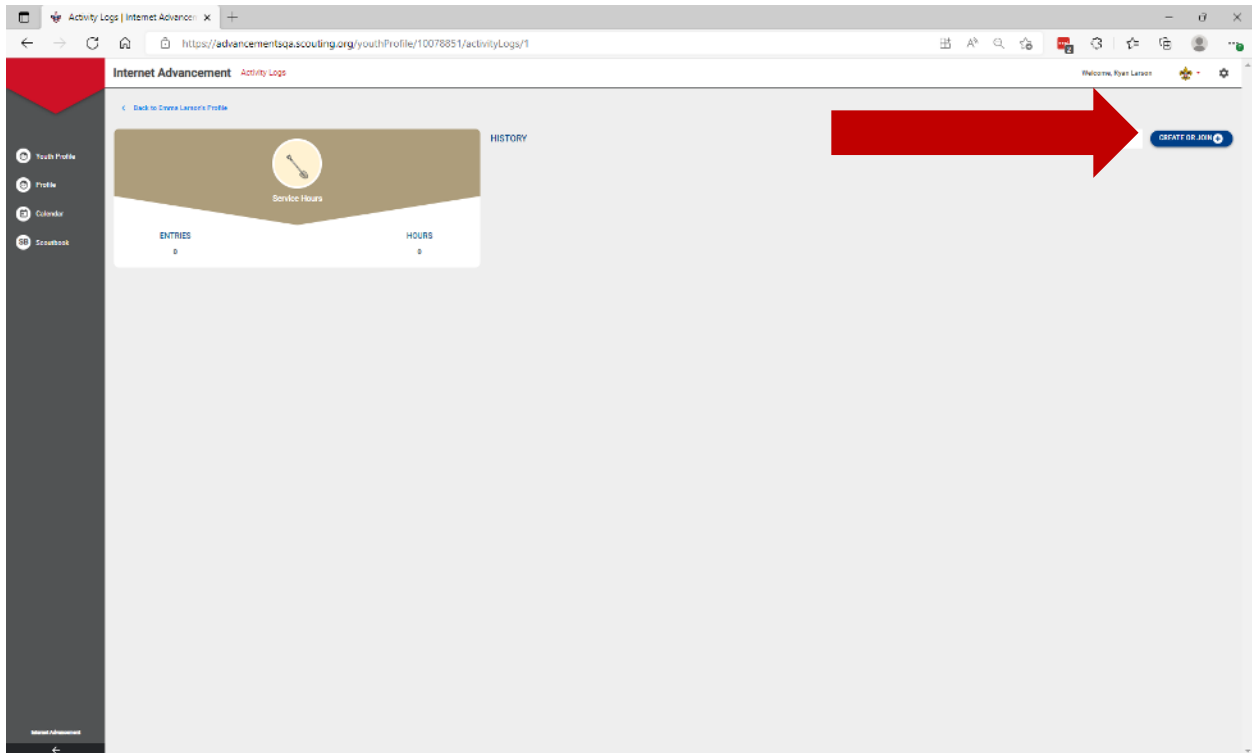 Activity Logs | Internet Advancem
https://advancementsqa.scouting.org/youthProfile/10078851/activityLogs/1
2
Internet Advancement Activity Logs
Welcome, Ryan Larson
Back to Emma Larson's Profile
Youth Profile
Profile
Calendar
SB Scoutbook
Service Hours
ENTRIES HOURS
0 0
HISTORY
CREATE OR JOIN
Internet Advancement